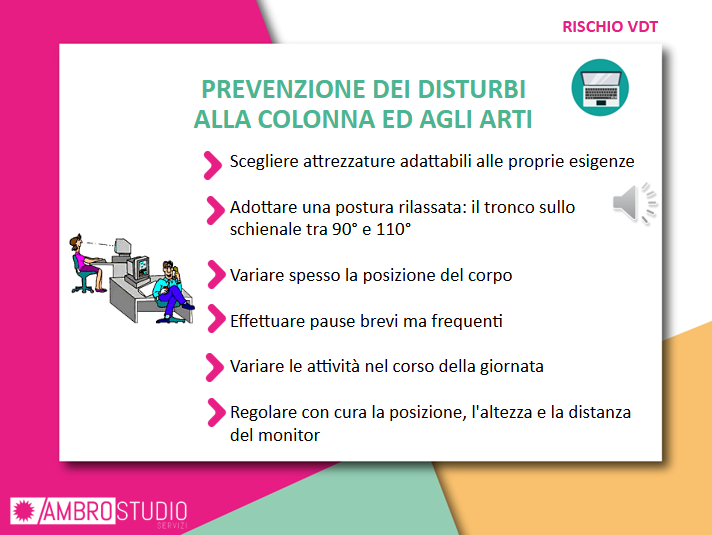 RISCHIO VDT
PREVENZIONE DEI DISTURBI
ALLA COLONNA ED AGLI ARTI
Scegliere attrezzature adattabili alle proprie esigenze
Adottare una postura rilassata: il tronco sullo
schienale tra 90° e 110°
Variare spesso la posizione del corpo
Effettuare pause brevi ma frequenti
Variare le attività nel corso della giornata
Regolare con cura la posizione, l'altezza e la distanza
del monitor
AMBROSTUDIO
SERVIZI